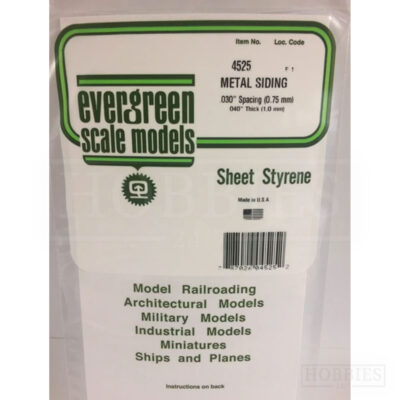 Item No. Loc. Code
4525 F 1
METAL SIDING
.030" Spacing (0.75 mm)
.040" Thick (1.0 mm)
evergreen
scale models
Sheet Styrene
Made in U.S.A
Model Railroading
Architectural Models
Military Models
Industrial Models
Miniatures
Ships and Planes
Instructions on back
HOBBIES